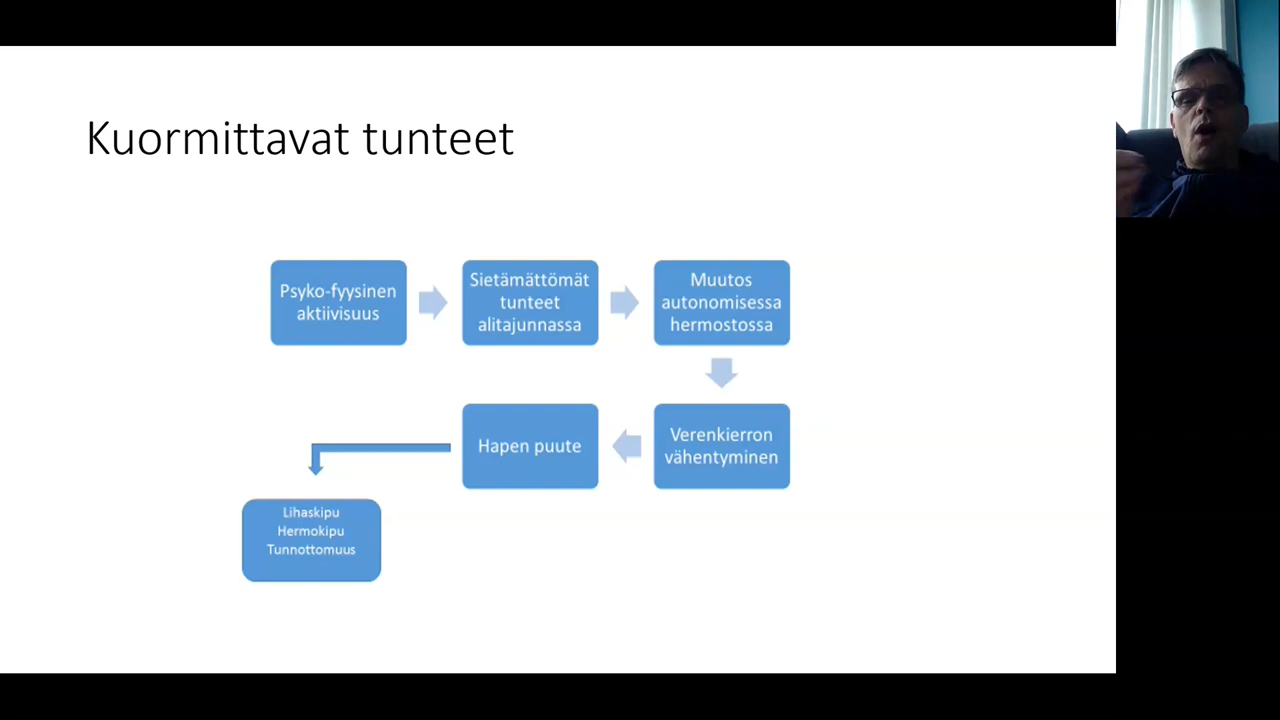 Kuormittavat tunteet
Psyko-fyysinen
aktiivisuus
Sietämättömät
tunteet
alitajunnassa
Muutos
autonomisessa
hermostossa
Verenkierron
vähentyminen
Hapen puute
Lihaskipu
Hermokipu
Tunnottomuus